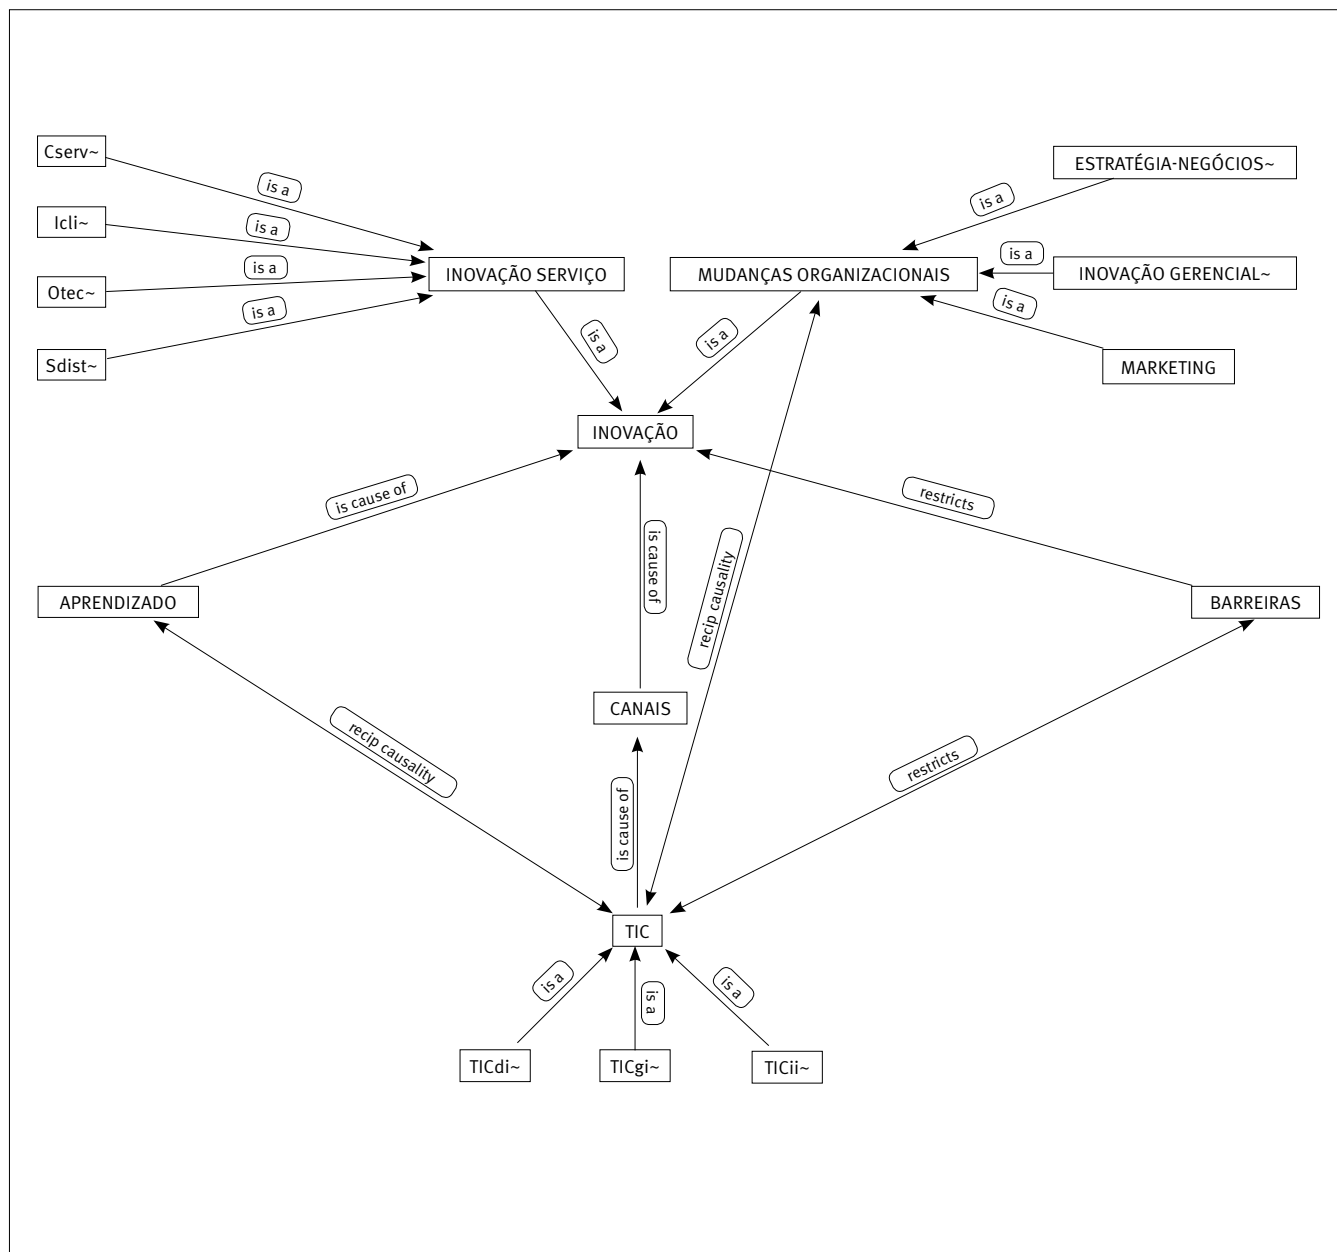 Cserv~
ESTRATÉGIA-NEGÓCIOS~
is a
is a
Icli~
is a
is a
is a
INOVAÇÃO SERVIÇO
MUDANÇAS ORGANIZACIONAIS
INOVAÇÃO GERENCIAL~
Otec~
is a
is a
Sdist~
is a
is a
MARKETING
INOVAÇÃO
is cause of
restricts
is cause of
recip causality
APRENDIZADO
BARREIRAS
CANAIS
recip causality
restricts
is cause of
TIC
is a
is a
is a
TICdi~
TICgi~
TICii~